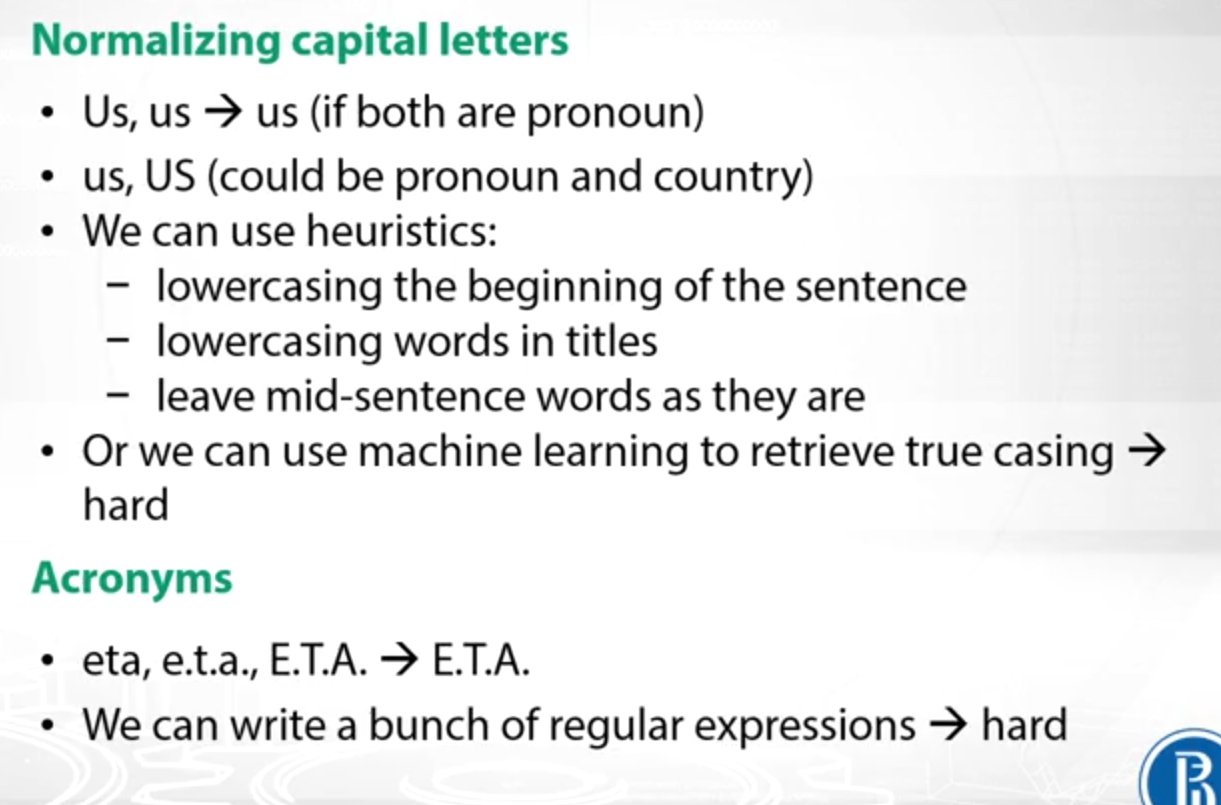 Normalizing capital letters
• Us, us → us (if both are pronoun)
• us, US (could be pronoun and country)
• We can use heuristics:
– lowercasing the beginning of the sentence
– lowercasing words in titles
– leave mid-sentence words as they are
• Or we can use machine learning to retrieve true casing →
hard
Acronyms
• eta, e.t.a., E.T.A. → E.T.A.
• We can write a bunch of regular expressions → hard